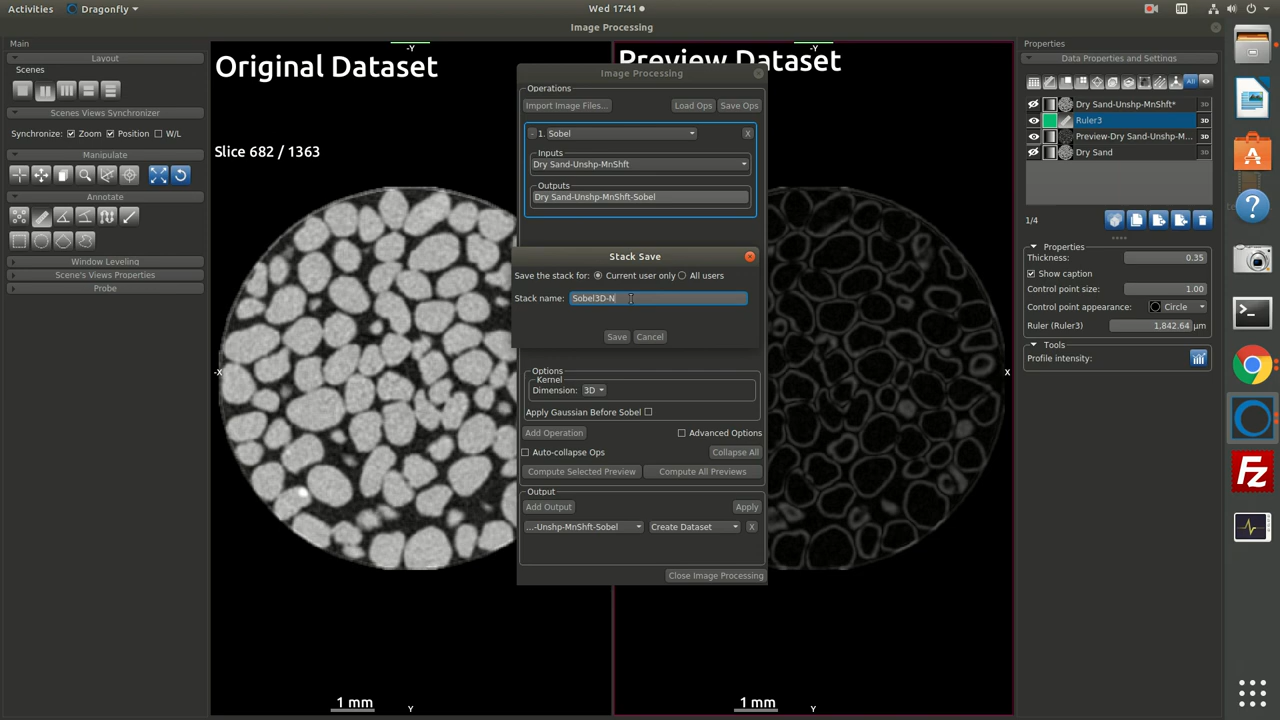 Activities
Dragonfly
Wed 17:41
Image Processing
Main
Layout
Scenes
Scenes Views Synchronizer
Synchronize: Zoom Position W/L
Manipulate
Annotate
Window Leveling
Scene's Views Properties
Probe
-Y
Original Dataset
Slice 682 / 1363
-X
1 mm
Y
-Y
Preview Dataset
X
1 mm
Y
Image Processing
Operations
Import Image Files...
Load Ops
Save Ops
- 1. Sobel
X
Inputs
Dry Sand-Unshp-MnShft
Outputs
Dry Sand-Unshp-MnShft-Sobel
Stack Save
Save the stack for: Current user only All users
Stack name: Sobel3D-N
Save
Cancel
Options
Kernel
Dimension: 3D
Apply Gaussian Before Sobel
Add Operation
Advanced Options
Auto-collapse Ops
Collapse All
Compute Selected Preview
Compute All Previews
Output
Add Output
Apply
...-Unshp-MnShft-Sobel
Create Dataset
X
Close Image Processing
Properties
Data Properties and Settings
All
Dry Sand-Unshp-MnShft* 3D
Ruler3
Preview-Dry Sand-Unshp-M... 3D
Dry Sand 3D
1/4
Properties
Thickness: 0.35
Show caption
Control point size: 1.00
Control point appearance: Circle
Ruler (Ruler3) 1,842.64 µm
Tools
Profile intensity:
?
Fz